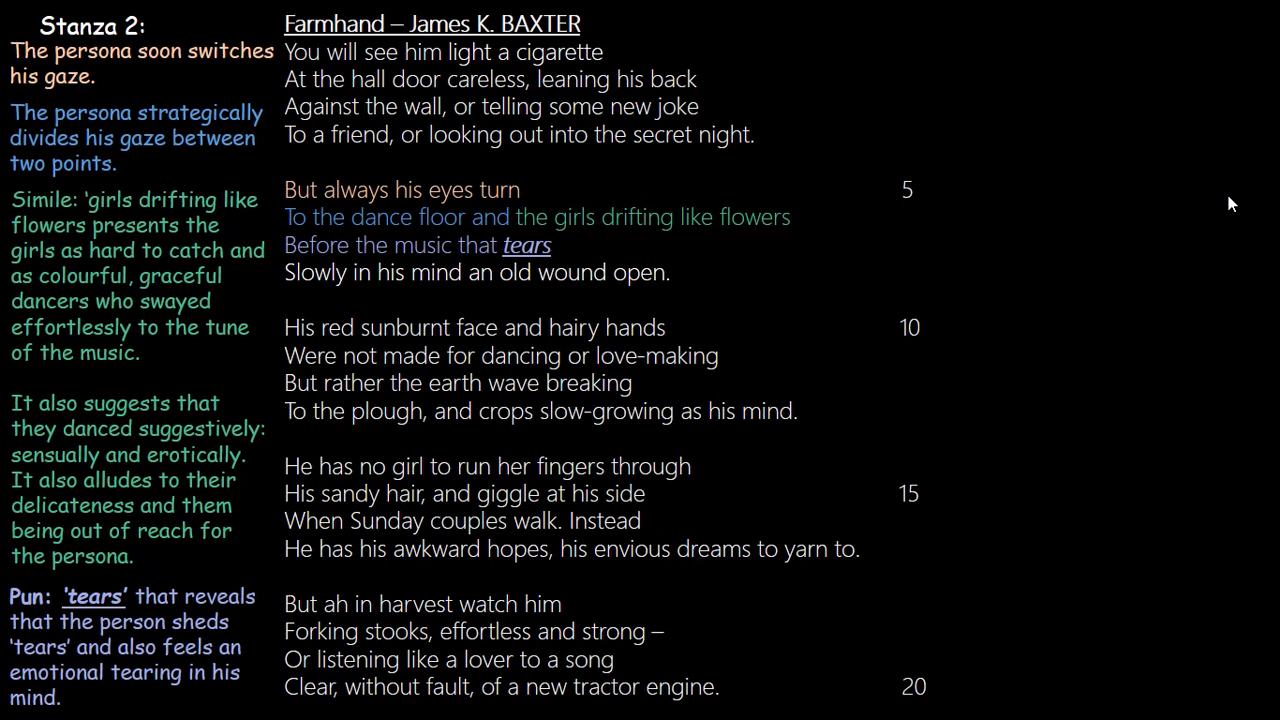 Stanza 2:
The persona soon switches
his gaze.
The persona strategically
divides his gaze between
two points.
Simile: ‘girls drifting like
flowers presents the
girls as hard to catch and
as colourful, graceful
dancers who swayed
effortlessly to the tune
of the music.
It also suggests that
they danced suggestively:
sensually and erotically.
It also alludes to their
delicateness and them
being out of reach for
the persona.
Pun: ‘tears’ that reveals
that the person sheds
‘tears’ and also feels an
emotional tearing in his
mind.
Farmhand – James K. BAXTER
You will see him light a cigarette
At the hall door careless, leaning his back
Against the wall, or telling some new joke
To a friend, or looking out into the secret night.
But always his eyes turn 5
To the dance floor and the girls drifting like flowers
Before the music that tears
Slowly in his mind an old wound open.
His red sunburnt face and hairy hands 10
Were not made for dancing or love-making
But rather the earth wave breaking
To the plough, and crops slow-growing as his mind.
He has no girl to run her fingers through
His sandy hair, and giggle at his side 15
When Sunday couples walk. Instead
He has his awkward hopes, his envious dreams to yarn to.
But ah in harvest watch him
Forking stooks, effortless and strong –
Or listening like a lover to a song
Clear, without fault, of a new tractor engine. 20